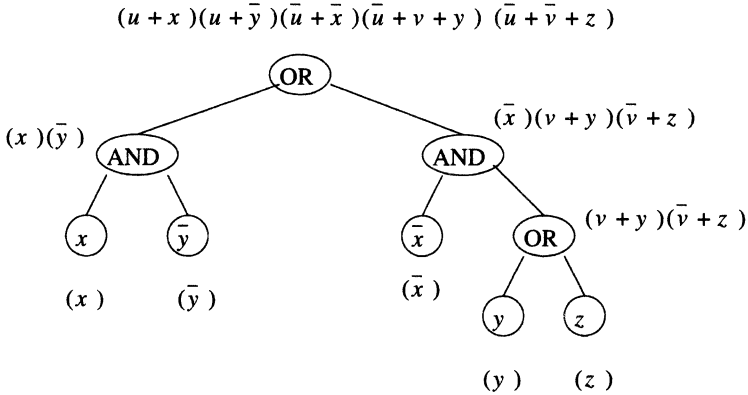 (u + x)(u + ȳ)(ū + x̄)(ū + v + y) (ū + v̄ + z)
OR
(x)(ȳ)
(x̄)(v + y)(v̄ + z)
AND
AND
(v + y)(v̄ + z)
x
ȳ
x̄
OR
(x)
(ȳ)
(x̄)
y
z
(y)
(z)